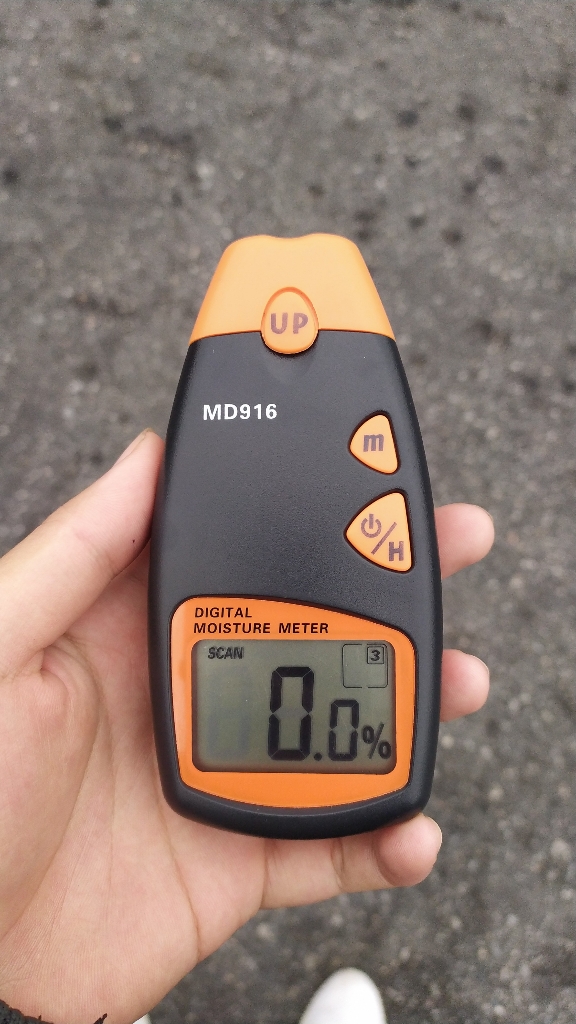 UP
MD916
m
/H
DIGITAL
MOISTURE METER
SCAN
3
0.0%